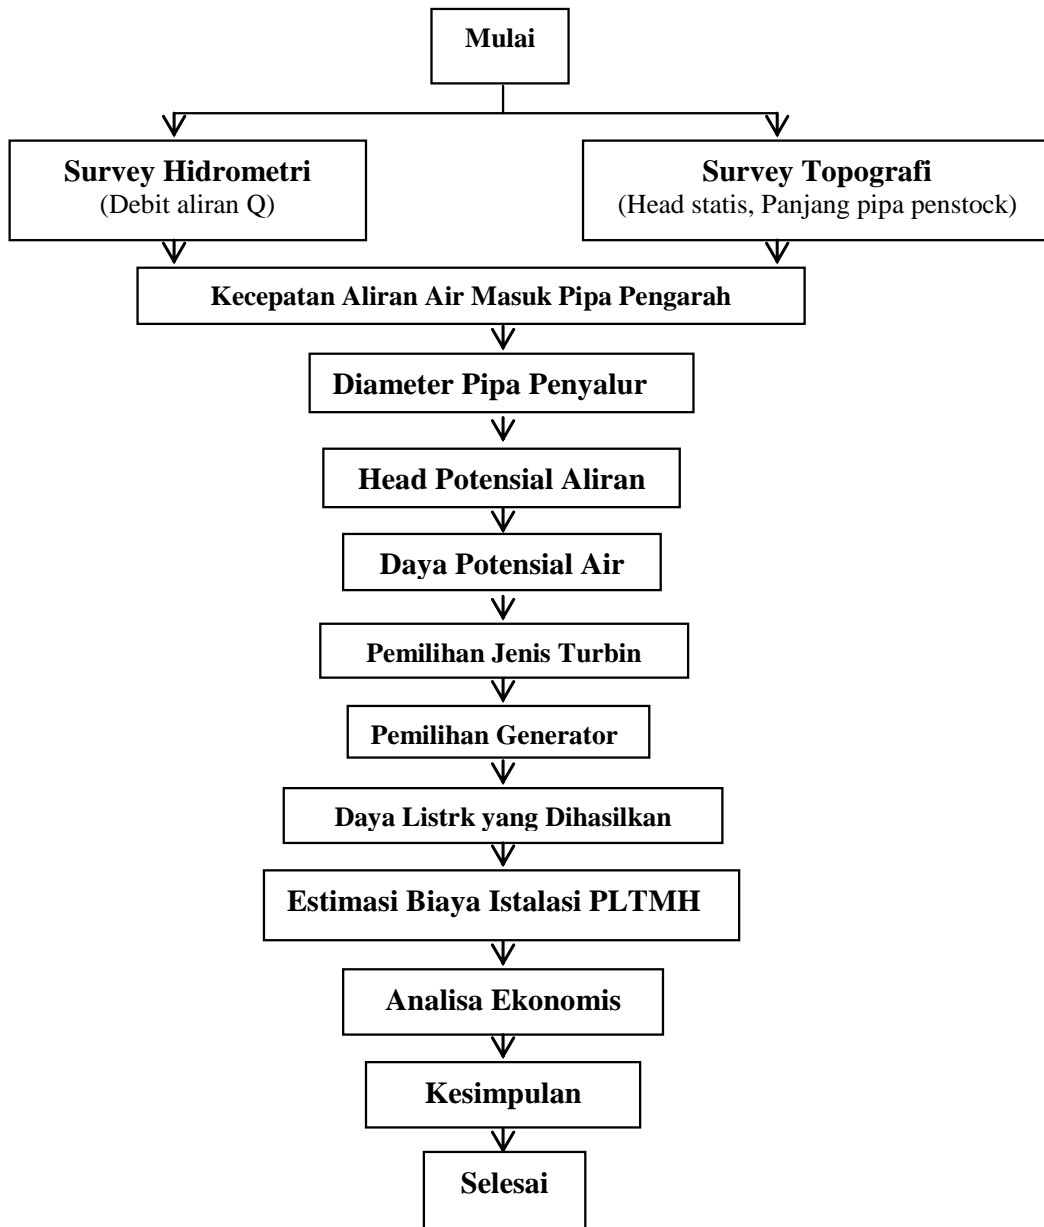 Mulai
Survey Hidrometri
(Debit aliran Q)
Survey Topografi
(Head statis, Panjang pipa penstock)
Kecepatan Aliran Air Masuk Pipa Pengarah
Diameter Pipa Penyalur
Head Potensial Aliran
Daya Potensial Air
Pemilihan Jenis Turbin
Pemilihan Generator
Daya Listrk yang Dihasilkan
Estimasi Biaya Istalasi PLTMH
Analisa Ekonomis
Kesimpulan
Selesai